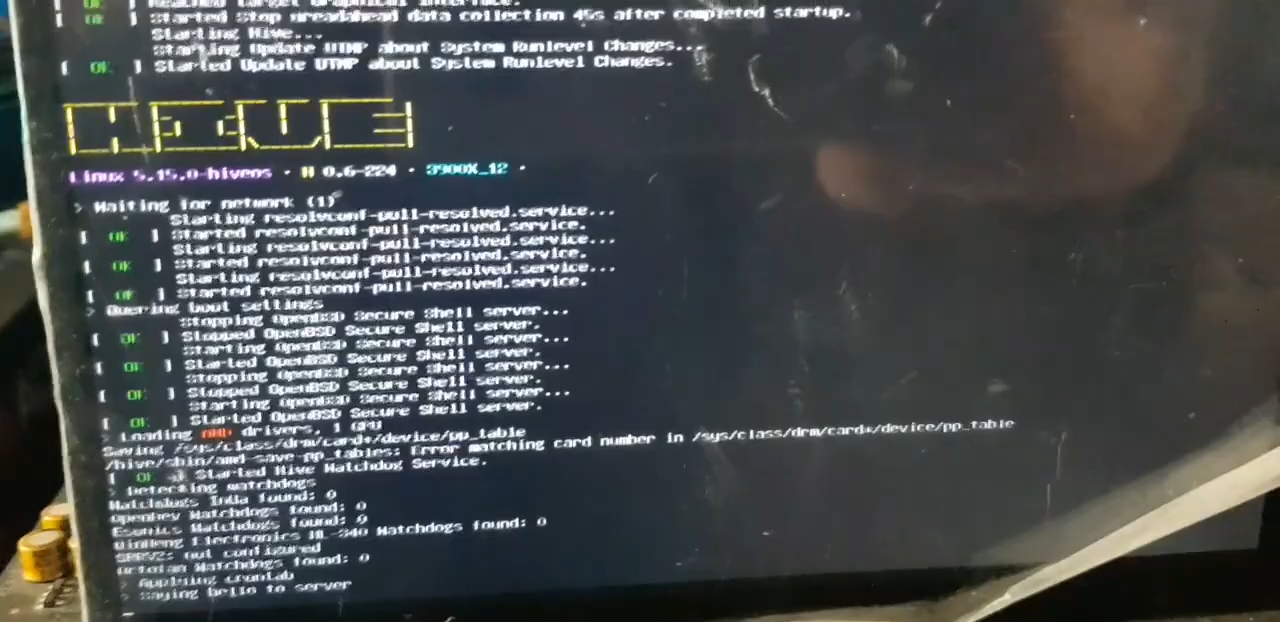 [ OK ] Reached target Graphical Interface.
[ OK ] Started Stop ureadahead data collection 45s after completed startup.
Starting Hive...
Starting Update UTMP about System Runlevel Changes...
[ OK ] Started Update UTMP about System Runlevel Changes.
HIVE
Linux 5.15.0-hiveos · H 0.6-224 · 3900X_12 ·
> Waiting for network (1)
Starting resolvconf-pull-resolved.service...
[ OK ] Started resolvconf-pull-resolved.service.
Starting resolvconf-pull-resolved.service...
[ OK ] Started resolvconf-pull-resolved.service.
Starting resolvconf-pull-resolved.service...
[ OK ] Started resolvconf-pull-resolved.service.
> Quering boot settings
Stopping OpenBSD Secure Shell server...
[ OK ] Stopped OpenBSD Secure Shell server.
Starting OpenBSD Secure Shell server...
[ OK ] Started OpenBSD Secure Shell server.
Stopping OpenBSD Secure Shell server...
[ OK ] Stopped OpenBSD Secure Shell server.
Starting OpenBSD Secure Shell server...
[ OK ] Started OpenBSD Secure Shell server.
> Loading AMD drivers, 1 GPU
Saving /sys/class/drm/card*/device/pp_table
/hive/sbin/amd-save-pp_tables: Error matching card number in /sys/class/drm/card*/device/pp_table
[ OK ] Started Hive Watchdog Service.
> Detecting watchdogs
Watchdogs InUa found: 0
OpenDev Watchdogs found: 0
Esonics Watchdogs found: 0
QinHeng Electronics HL-340 Watchdogs found: 0
SRRV2: not configured
Octofan Watchdogs found: 0
> Applying crontab
> Saying hello to server